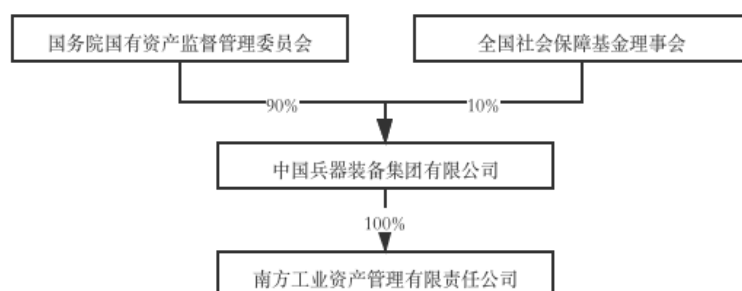 国务院国有资产监督管理委员会
全国社会保障基金理事会
90%
10%
中国兵器装备集团有限公司
100%
南方工业资产管理有限责任公司